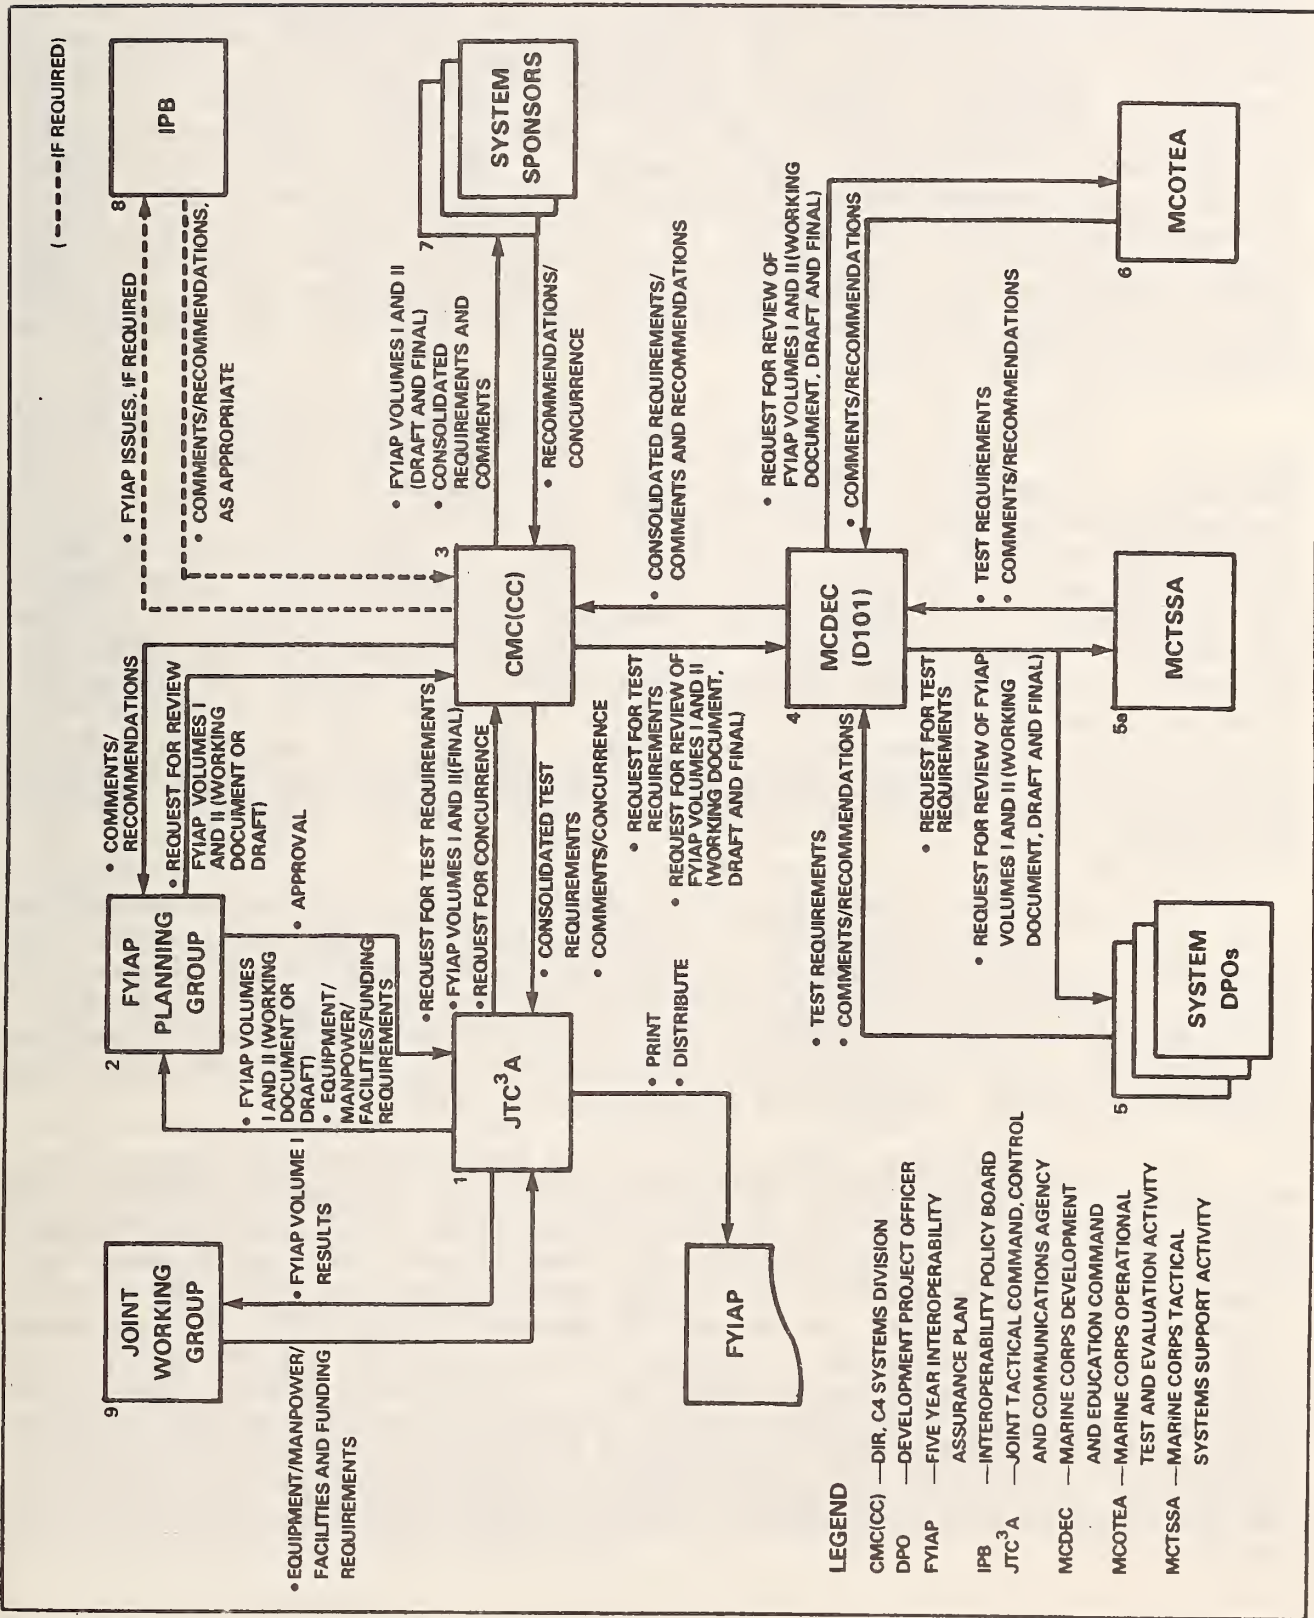 (-----IF REQUIRED)
9
JOINT
WORKING
GROUP
• EQUIPMENT/MANPOWER/
FACILITIES AND FUNDING
REQUIREMENTS
• FYIAP VOLUME I
RESULTS
2
FYIAP
PLANNING
GROUP
• FYIAP VOLUMES
I AND II (WORKING
DOCUMENT OR
DRAFT)
• EQUIPMENT/
MANPOWER/
FACILITIES/FUNDING
REQUIREMENTS
• APPROVAL
• COMMENTS/
RECOMMENDATIONS
• REQUEST FOR REVIEW
FYIAP VOLUMES I
AND II (WORKING
DOCUMENT OR
DRAFT)
8
IPB
• FYIAP ISSUES, IF REQUIRED
• COMMENTS/RECOMMENDATIONS,
AS APPROPRIATE
1
JTC³A
• REQUEST FOR TEST REQUIREMENTS
• FYIAP VOLUMES I AND II (FINAL)
• REQUEST FOR CONCURRENCE
• CONSOLIDATED TEST
REQUIREMENTS
• COMMENTS/CONCURRENCE
3
CMC(CC)
• FYIAP VOLUMES I AND II
(DRAFT AND FINAL)
• CONSOLIDATED
REQUIREMENTS AND
COMMENTS
• RECOMMENDATIONS/
CONCURRENCE
7
SYSTEM
SPONSORS
• PRINT
• DISTRIBUTE
FYIAP
• REQUEST FOR TEST
REQUIREMENTS
• REQUEST FOR REVIEW OF
FYIAP VOLUMES I AND II
(WORKING DOCUMENT,
DRAFT AND FINAL)
• CONSOLIDATED REQUIREMENTS/
COMMENTS AND RECOMMENDATIONS
4
MCDEC
(D101)
• TEST REQUIREMENTS
• COMMENTS/RECOMMENDATIONS
• REQUEST FOR REVIEW OF
FYIAP VOLUMES I AND II (WORKING
DOCUMENT, DRAFT AND FINAL)
• COMMENTS/RECOMMENDATIONS
• REQUEST FOR TEST
REQUIREMENTS
• REQUEST FOR REVIEW OF FYIAP
VOLUMES I AND II (WORKING
DOCUMENT, DRAFT AND FINAL)
• TEST REQUIREMENTS
• COMMENTS/RECOMMENDATIONS
5
SYSTEM
DPOs
5a
MCTSSA
6
MCOTEA
LEGEND
CMC(CC) —DIR, C4 SYSTEMS DIVISION
DPO —DEVELOPMENT PROJECT OFFICER
FYIAP —FIVE YEAR INTEROPERABILITY
ASSURANCE PLAN
IPB —INTEROPERABILITY POLICY BOARD
JTC³A —JOINT TACTICAL COMMAND, CONTROL
AND COMMUNICATIONS AGENCY
MCDEC —MARINE CORPS DEVELOPMENT
AND EDUCATION COMMAND
MCOTEA —MARINE CORPS OPERATIONAL
TEST AND EVALUATION ACTIVITY
MCTSSA —MARINE CORPS TACTICAL
SYSTEMS SUPPORT ACTIVITY